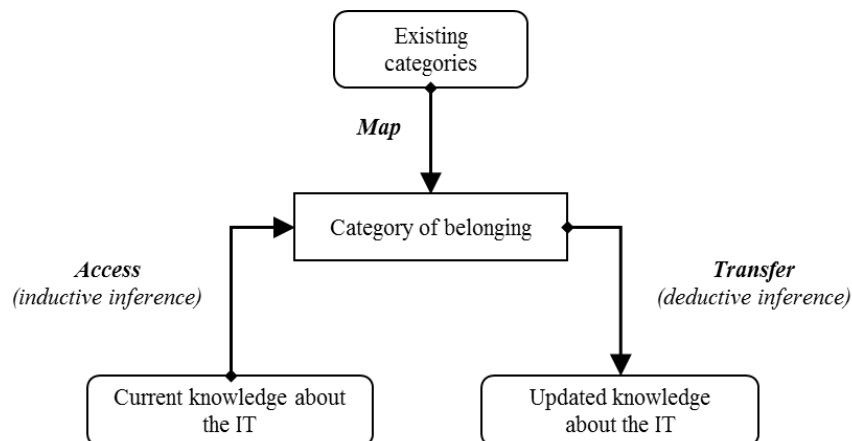 Existing
categories
Map
Category of belonging
Access
(inductive inference)
Transfer
(deductive inference)
Current knowledge about
the IT
Updated knowledge
about the IT